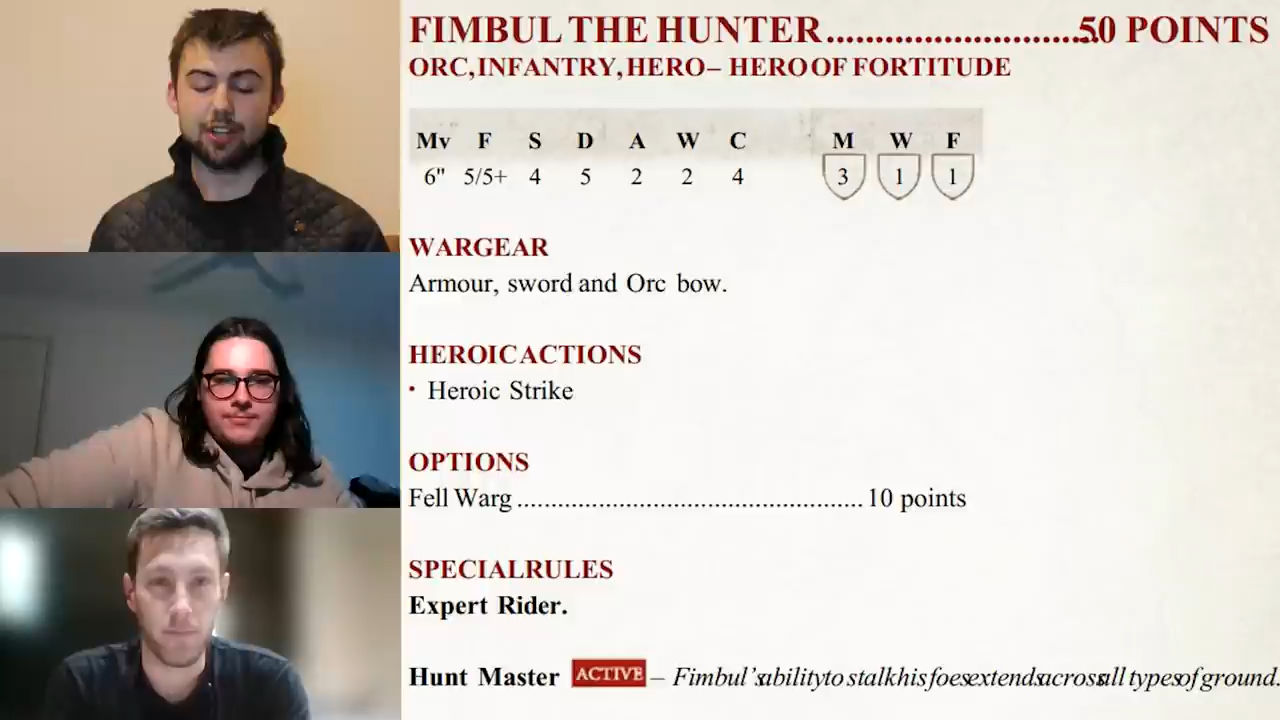 FIMBUL THE HUNTER............................50 POINTS
ORC, INFANTRY, HERO – HERO OF FORTITUDE
Mv F S D A W C M W F
6" 5/5+ 4 5 2 2 4 3 1 1
WARGEAR
Armour, sword and Orc bow.
HEROIC ACTIONS
• Heroic Strike
OPTIONS
Fell Warg ....................................................10 points
SPECIAL RULES
Expert Rider.
Hunt Master ACTIVE – Fimbul's ability to stalk his foes extends across all types of ground.